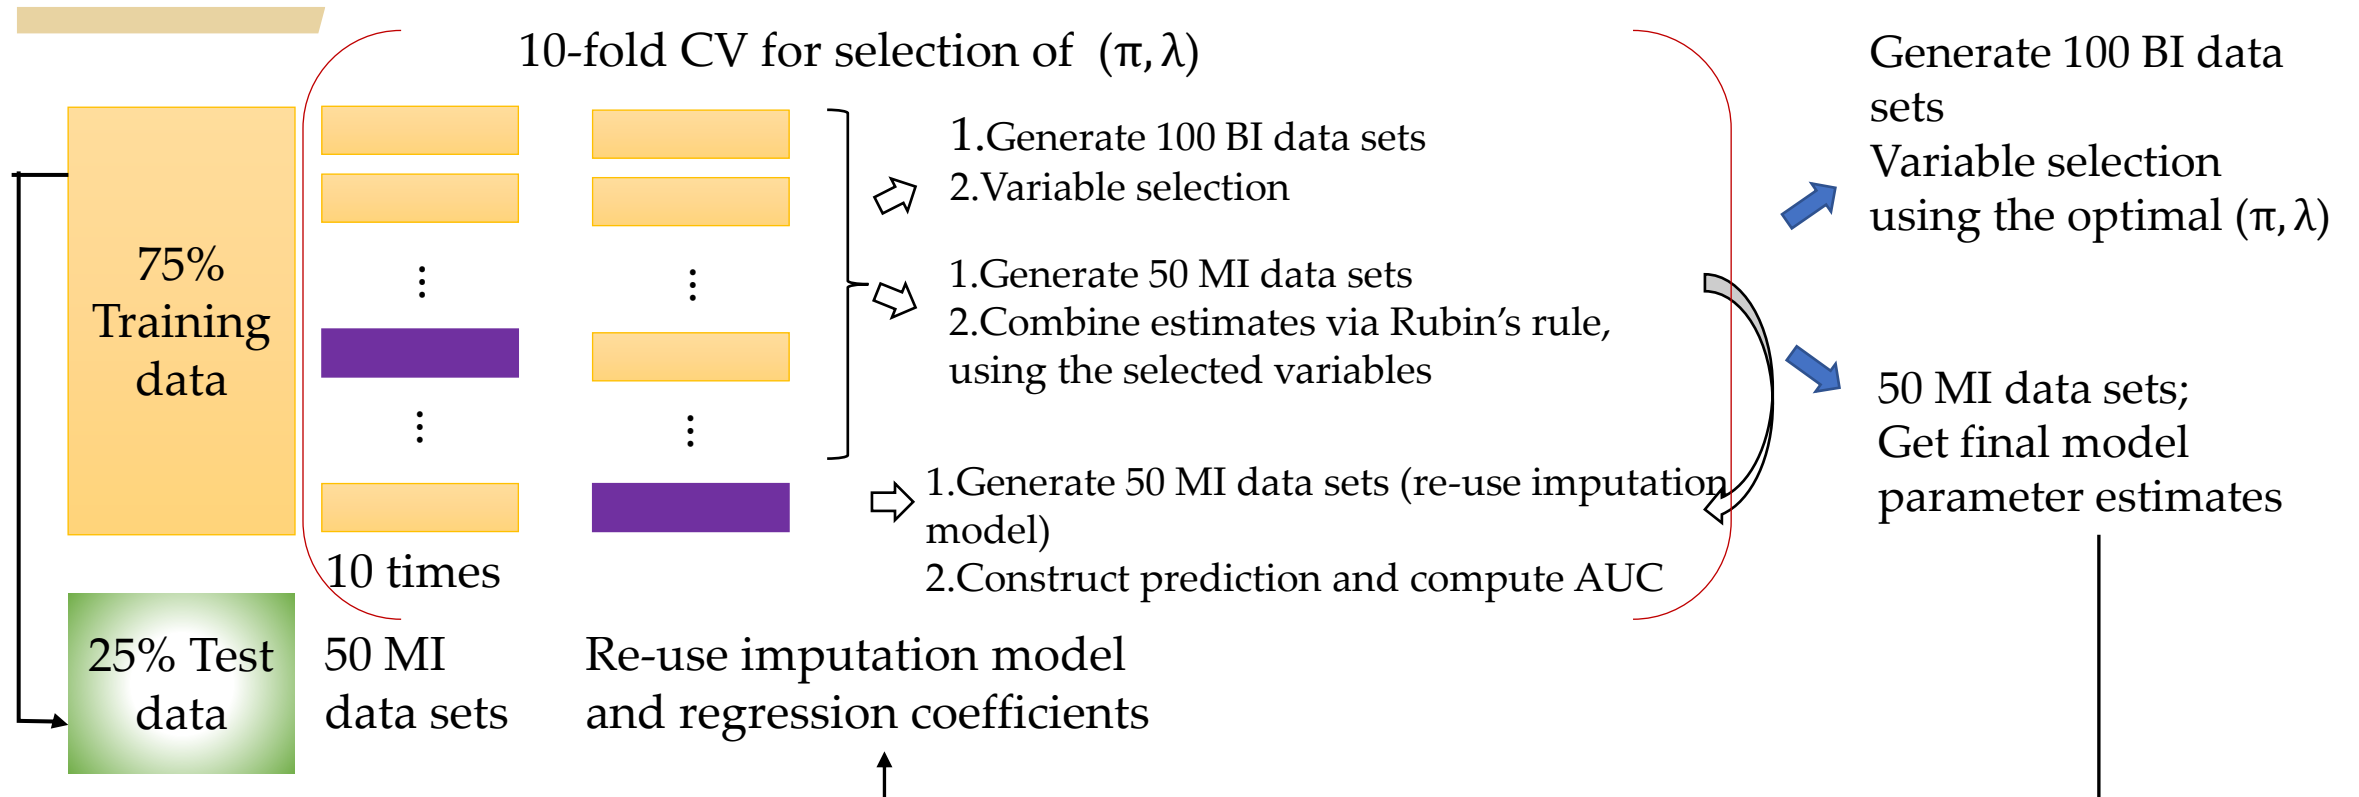 10-fold CV for selection of (π, λ)
75%
Training
data
10 times
1.Generate 100 BI data sets
2.Variable selection
1.Generate 50 MI data sets
2.Combine estimates via Rubin’s rule,
using the selected variables
1.Generate 50 MI data sets (re-use imputation
model)
2.Construct prediction and compute AUC
Generate 100 BI data
sets
Variable selection
using the optimal (π, λ)
50 MI data sets;
Get final model
parameter estimates
25% Test
data
50 MI
data sets
Re-use imputation model
and regression coefficients